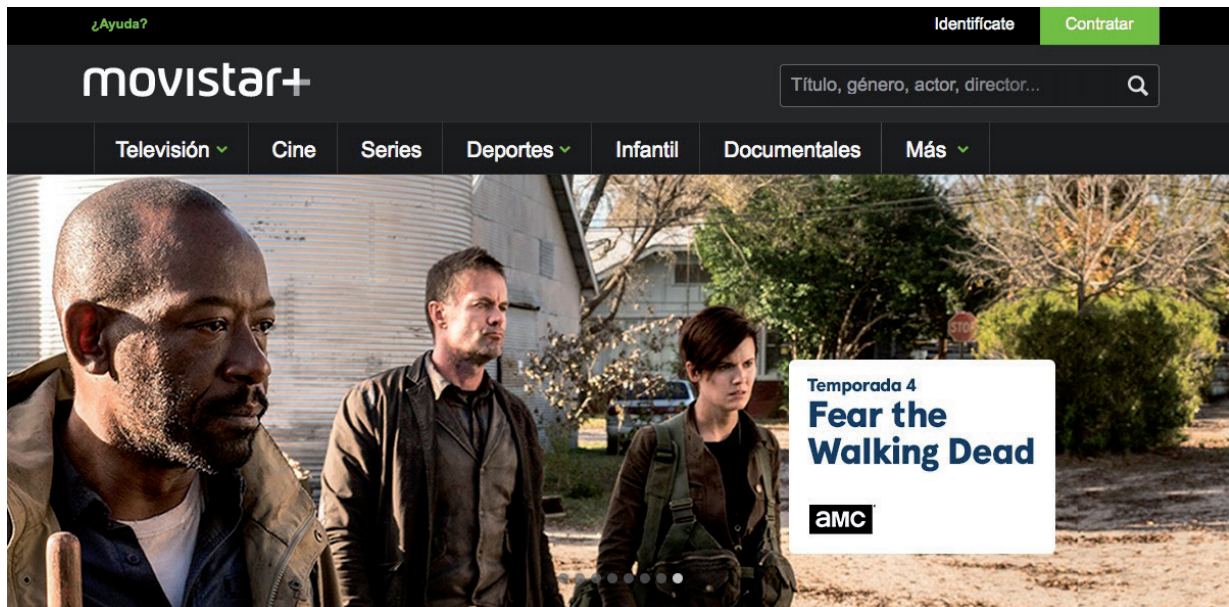 ¿Ayuda?
Identifícate
Contratar
movistar+
Título, género, actor, director...
Televisión
Cine
Series
Deportes
Infantil
Documentales
Más
STOP
Temporada 4
Fear the
Walking Dead
aMC